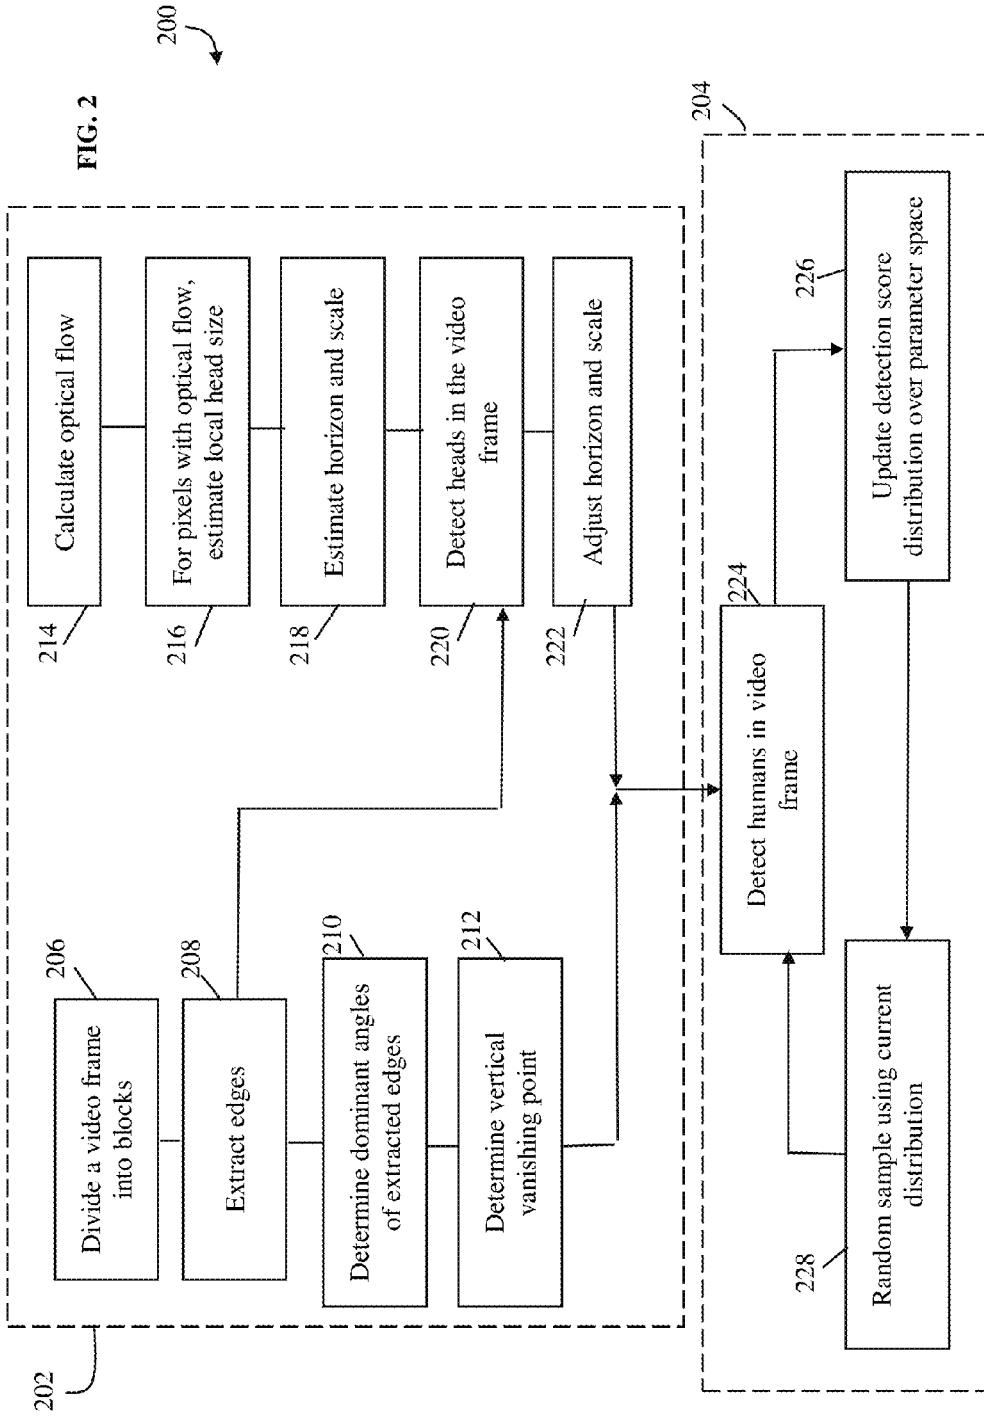 FIG. 2
200
202
206
Divide a video frame
into blocks
208
Extract edges
210
Determine dominant angles
of extracted edges
212
Determine vertical
vanishing point
214
Calculate optical flow
216
For pixels with optical flow,
estimate local head size
218
Estimate horizon and scale
220
Detect heads in the video
frame
222
Adjust horizon and scale
204
224
Detect humans in video
frame
226
Update detection score
distribution over parameter space
228
Random sample using current
distribution